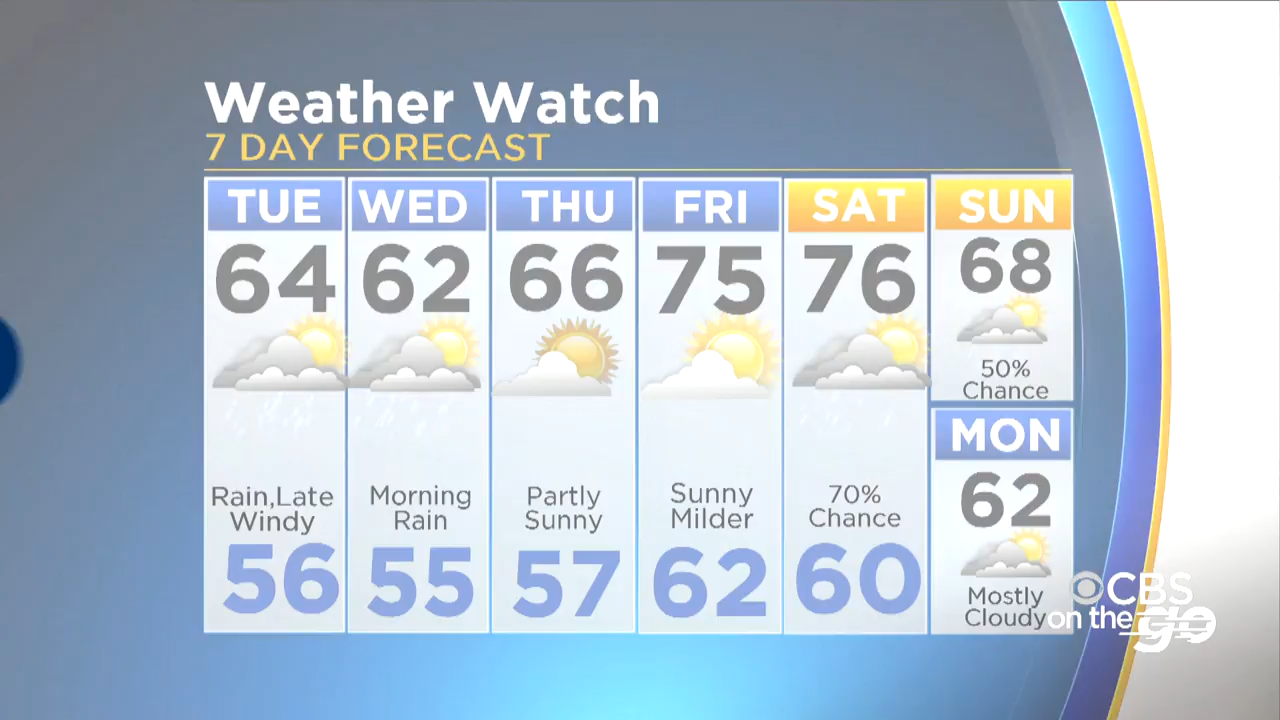 Weather Watch
7 DAY FORECAST
TUE
64
Rain,Late
Windy
56
WED
62
Morning
Rain
55
THU
66
Partly
Sunny
57
FRI
75
Sunny
Milder
62
SAT
76
70%
Chance
60
SUN
68
50%
Chance
MON
62
Mostly
Cloudy
CBS
on the go